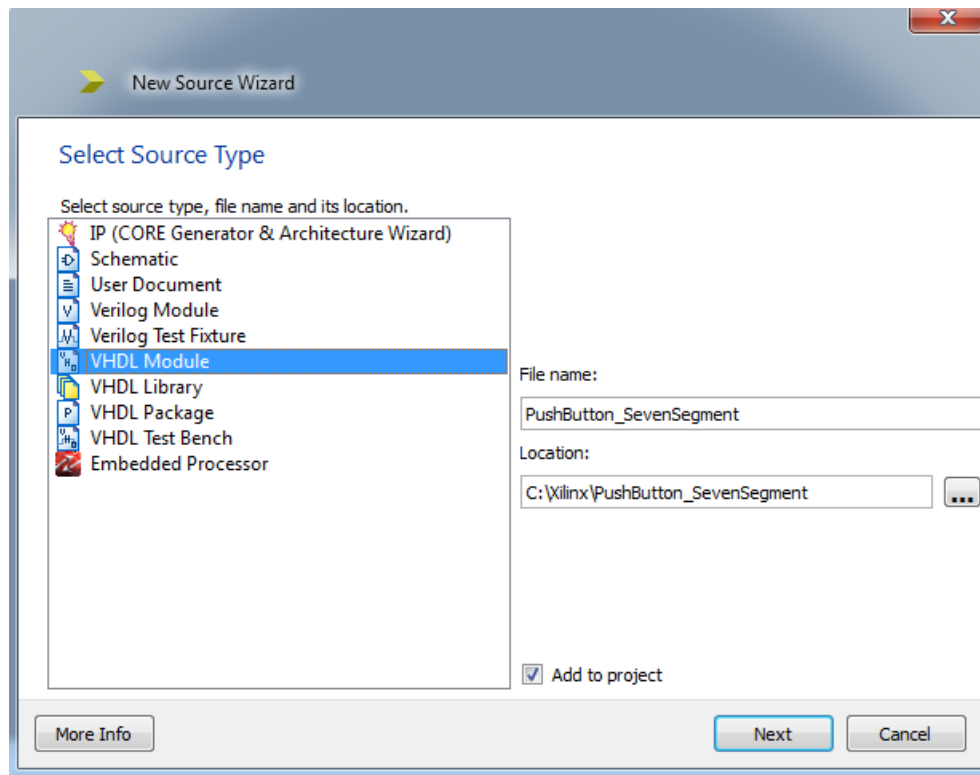 New Source Wizard
Select Source Type
Select source type, file name and its location.
IP (CORE Generator & Architecture Wizard)
Schematic
User Document
Verilog Module
Verilog Test Fixture
VHDL Module
VHDL Library
VHDL Package
VHDL Test Bench
Embedded Processor
File name:
PushButton_SevenSegment
Location:
C:\Xilinx\PushButton_SevenSegment
...
Add to project
More Info
Next
Cancel